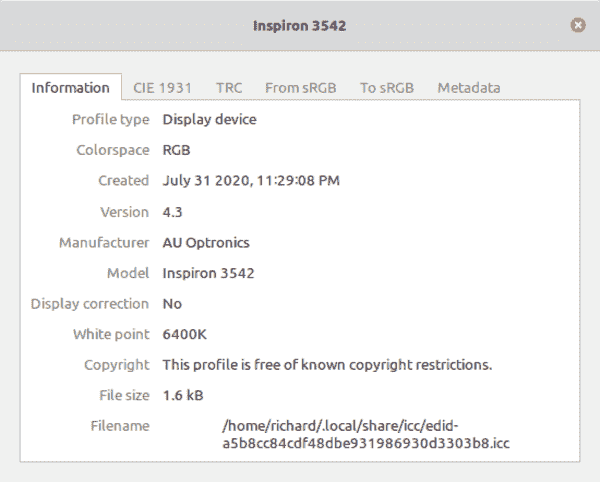 Inspiron 3542
Information CIE 1931 TRC From sRGB To sRGB Metadata
Profile type Display device
Colorspace RGB
Created July 31 2020, 11:29:08 PM
Version 4.3
Manufacturer AU Optronics
Model Inspiron 3542
Display correction No
White point 6400K
Copyright This profile is free of known copyright restrictions.
File size 1.6 kB
Filename /home/richard/.local/share/icc/edid-
a5b8cc84cdf48dbe931986930d3303b8.icc